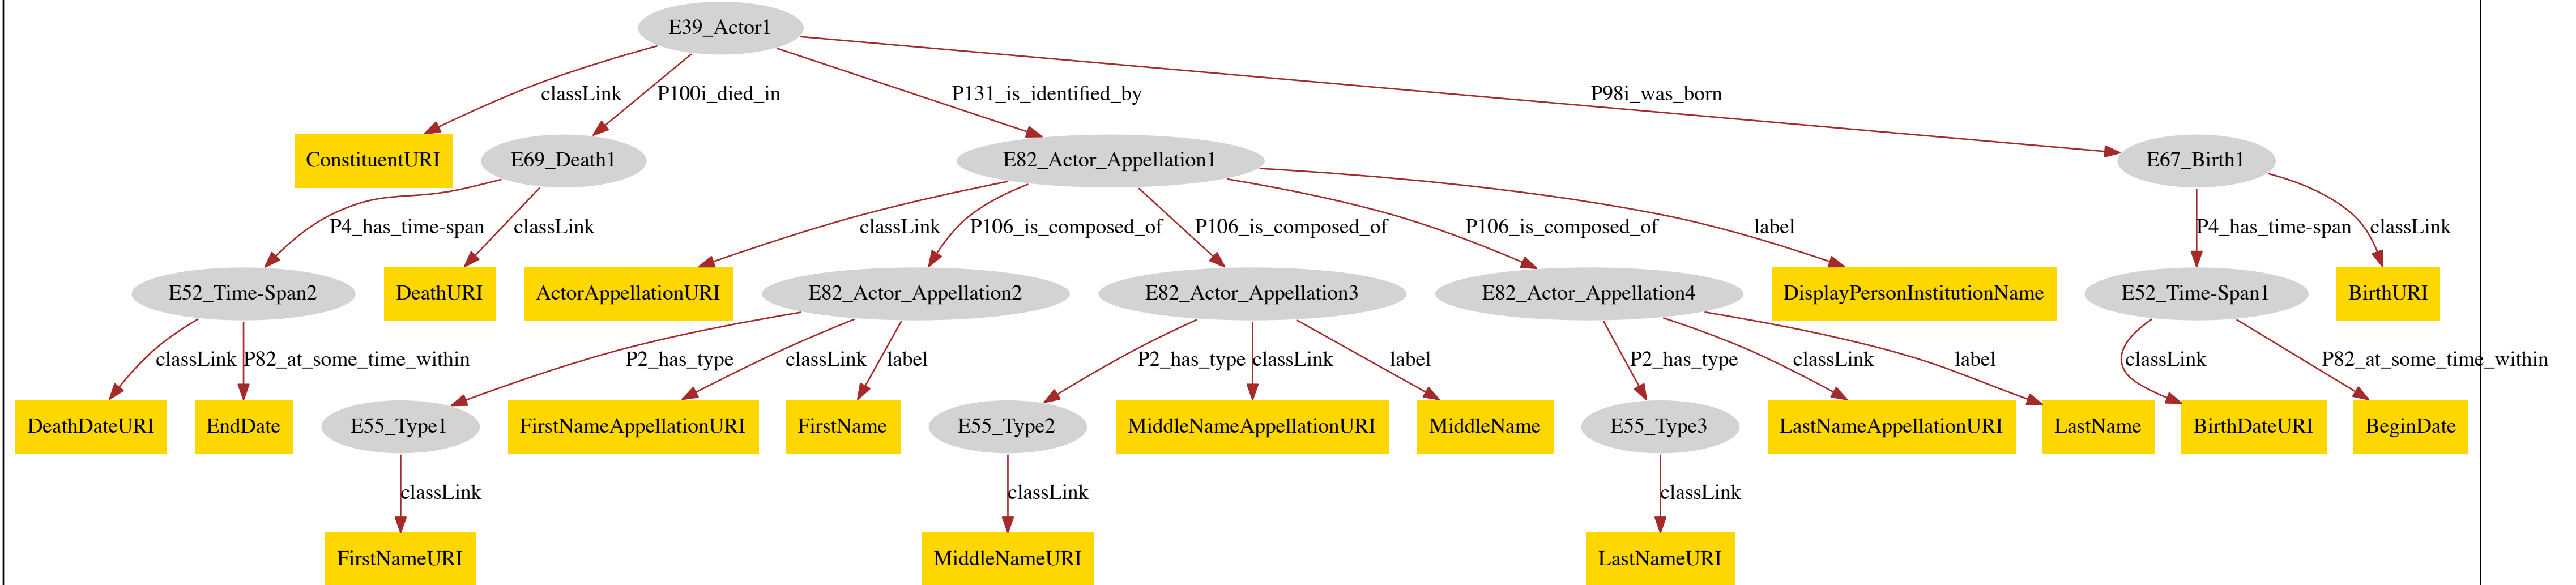 E39_Actor1
classLink
P100i_died_in
P131_is_identified_by
P98i_was_born
ConstituentURI
E69_Death1
E82_Actor_Appellation1
E67_Birth1
P4_has_time-span
classLink
classLink
P106_is_composed_of
P106_is_composed_of
P106_is_composed_of
label
P4_has_time-span
classLink
E52_Time-Span2
DeathURI
ActorAppellationURI
E82_Actor_Appellation2
E82_Actor_Appellation3
E82_Actor_Appellation4
DisplayPersonInstitutionName
E52_Time-Span1
BirthURI
classLink
P82_at_some_time_within
P2_has_type
classLink
label
P2_has_type
classLink
label
P2_has_type
classLink
label
classLink
P82_at_some_time_within
DeathDateURI
EndDate
E55_Type1
FirstNameAppellationURI
FirstName
E55_Type2
MiddleNameAppellationURI
MiddleName
E55_Type3
LastNameAppellationURI
LastName
BirthDateURI
BeginDate
classLink
classLink
classLink
FirstNameURI
MiddleNameURI
LastNameURI